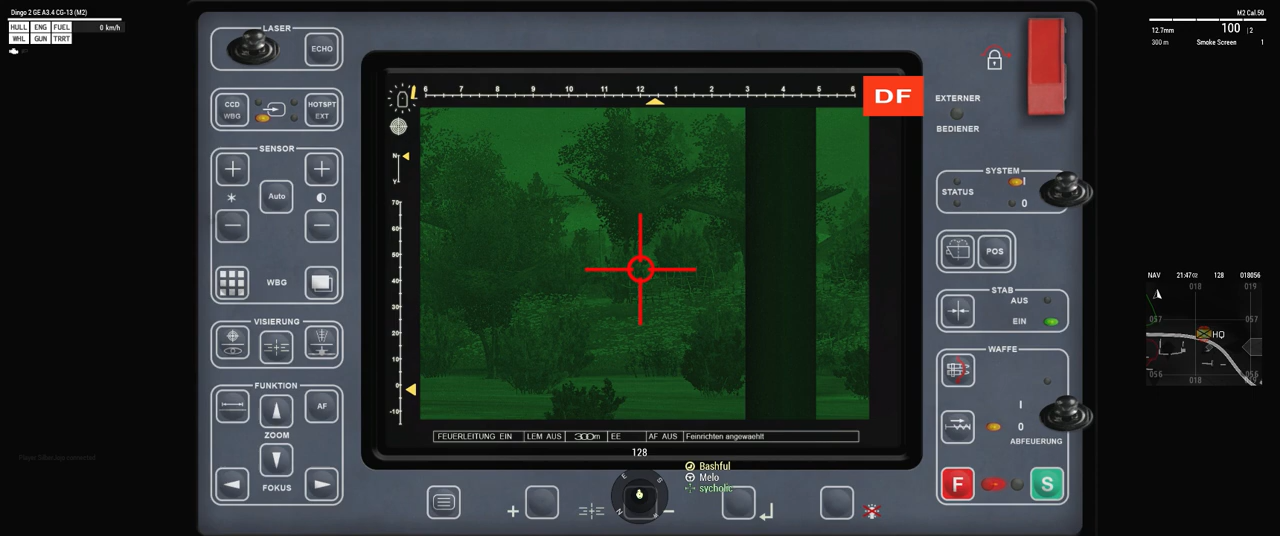 Dingo 2 GE A3.4 CG-13 (M2)
HULL ENG FUEL 0 km/h
WHL GUN TRRT
M2 Cal.50
12.7mm 100 |2
300 m Smoke Screen 1
LASER
ECHO
CCD WBG
HOTSPT EXT
SENSOR
Auto
WBG
VISIERUNG
FUNKTION
AF
ZOOM
FOKUS
6 7 8 9 10 11 12 1 2 3 4 5 6
DF
N
Y
70
60
50
40
30
20
10
0
-10
FEUERLEITUNG EIN LEM AUS 300m EE AF AUS Feinrichten angewaehlt
128
Bashful
Melo
sycholic
E S
N
EXTERNER
BEDIENER
SYSTEM
I
STATUS
0
POS
STAB
AUS
EIN
WAFFE
I
0
ABFEUERUNG
F S
NAV 21:47:02 128 018056
018 019
057 057
HQ
056 056
018 019